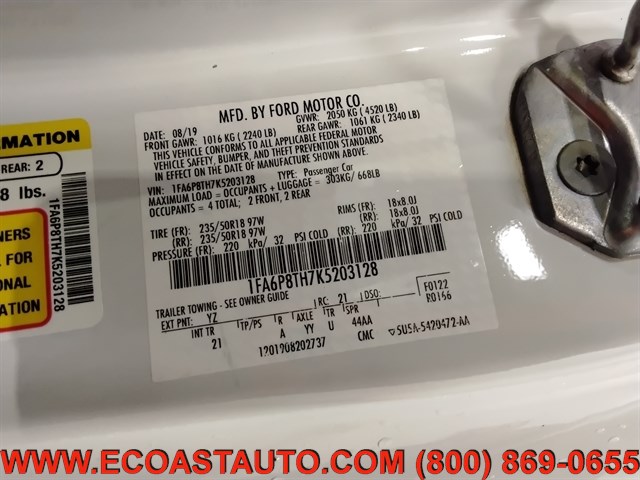 MFD. BY FORD MOTOR CO.
DATE: 08/19 GVWR: 2050 KG ( 4520 LB)
FRONT GAWR: 1016 KG ( 2240 LB) REAR GAWR: 1061 KG ( 2340 LB)
THIS VEHICLE CONFORMS TO ALL APPLICABLE FEDERAL MOTOR
VEHICLE SAFETY, BUMPER, AND THEFT PREVENTION STANDARDS
IN EFFECT ON THE DATE OF MANUFACTURE SHOWN ABOVE.
VIN: 1FA6P8TH7K5203128 TYPE: Passenger Car
MAXIMUM LOAD = OCCUPANTS + LUGGAGE = 303KG/ 668LB
OCCUPANTS = 4 TOTAL; 2 FRONT, 2 REAR
TIRE (FR): 235/50R18 97W RIMS (FR): 18x8.0J
(RR): 235/50R18 97W (RR): 18x8.0J
PRESSURE (FR): 220 kPa/ 32 PSI COLD (RR): 220 kPa/ 32 PSI COLD
1FA6P8TH7K5203128
TRAILER TOWING - SEE OWNER GUIDE
EXT PNT: YZ RC: 21 DSO: F0122
INT TR TP/PS R AXLE TR SPR R0156
21 A YY U 44AA
1201908202737 CMC 5U5A-5420472-AA
RMATION
REAR: 2
8 lbs.
NERS
FOR
ONAL
ATION
1FA6P8TH7K5203128
WWW.ECOASTAUTO.COM (800) 869-0655